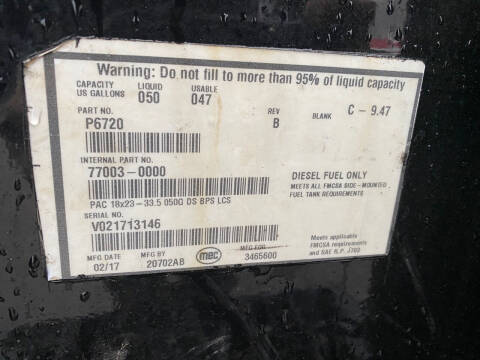 Warning: Do not fill to more than 95% of liquid capacity
CAPACITY LIQUID USABLE
US GALLONS 050 047
PART NO. REV BLANK C - 9.47
P6720 B
INTERNAL PART NO.
77003-0000
DIESEL FUEL ONLY
MEETS ALL FMCSA SIDE-MOUNTED
FUEL TANK REQUIREMENTS
PAC 18x23-33.5 050G DS BPS LCS
SERIAL NO.
V021713146
MFG DATE MFG BY MEC MFG FOR
02/17 20702AB 3465600
Meets applicable
FMCSA requirements
and SAE R.P. J703